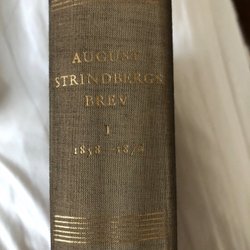 AUGUST
STRINDBERGS
BREV
I
1858–1876